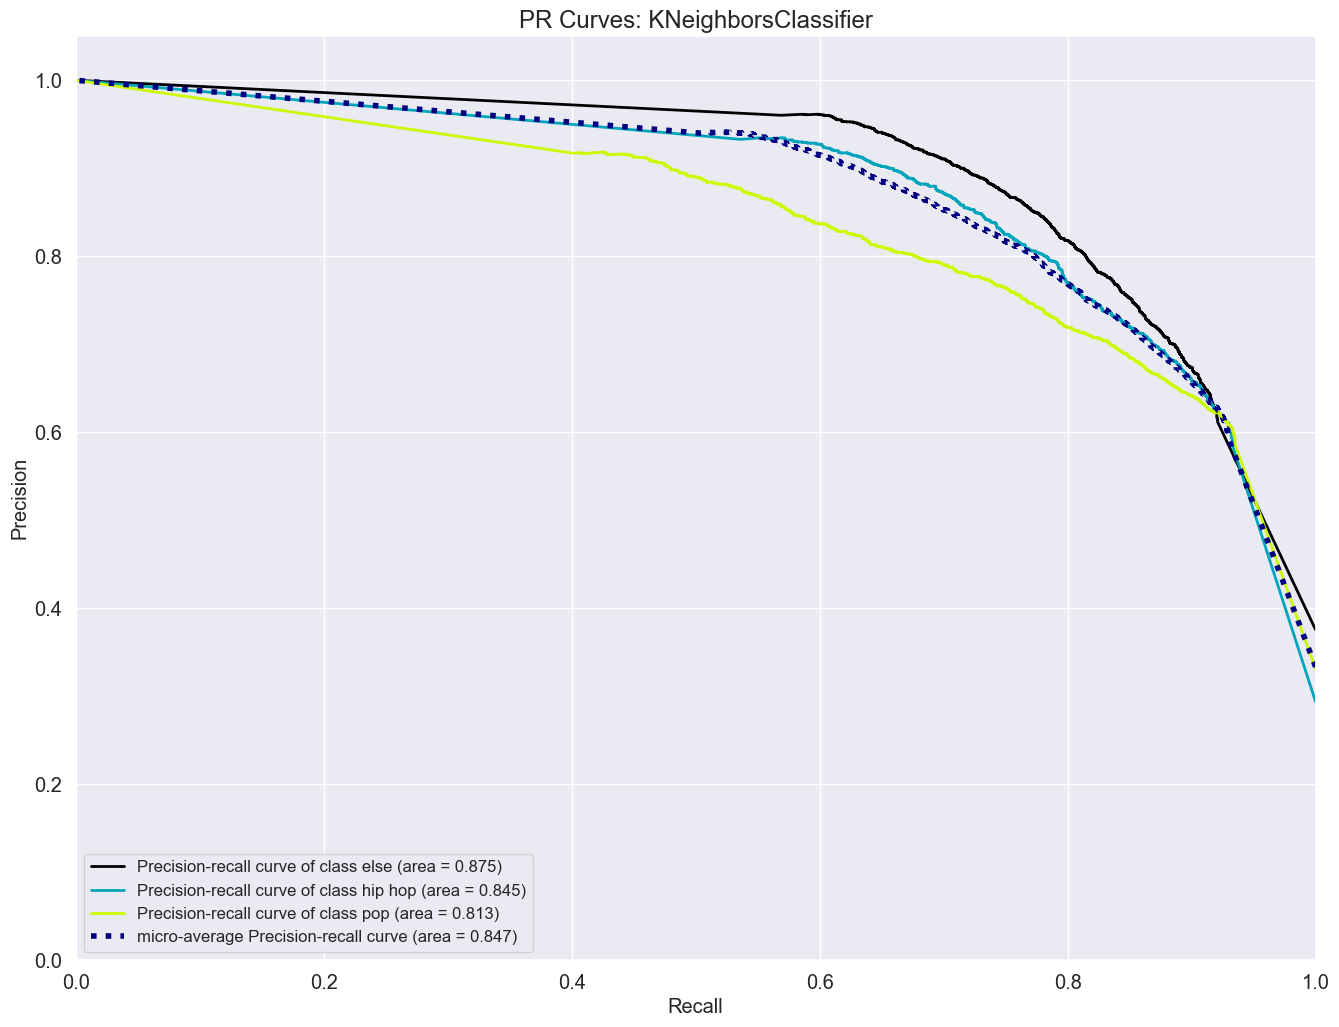 PR Curves: KNeighborsClassifier
1.0
0.8
0.6
0.4
0.2
0.0
Precision
Precision-recall curve of class else (area = 0.875)
Precision-recall curve of class hip hop (area = 0.845)
Precision-recall curve of class pop (area = 0.813)
micro-average Precision-recall curve (area = 0.847)
0.0 0.2 0.4 0.6 0.8 1.0
Recall